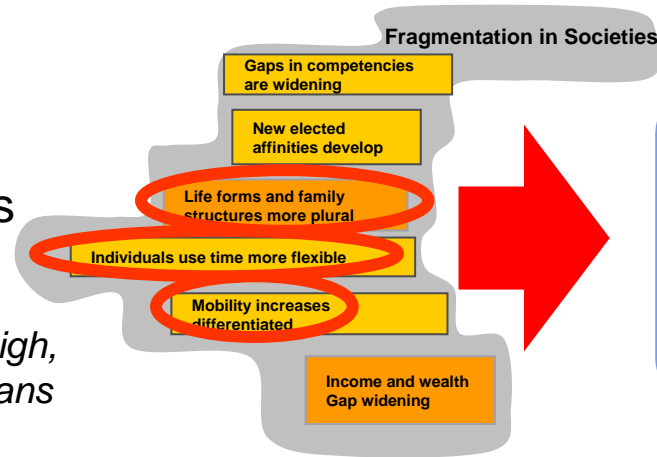 Fragmentation in Societies
Gaps in competencies
are widening
New elected
affinities develop
Life forms and family
structures more plural
Individuals use time more flexible
Mobility increases
differentiated
Income and wealth
Gap widening